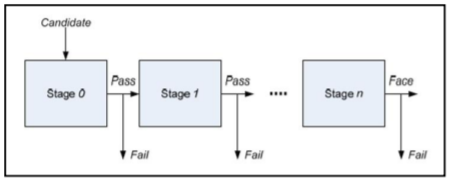 Candidate
Pass
Pass
Face
Stage 0
Stage 1
....
Stage n
Fail
Fail
Fail